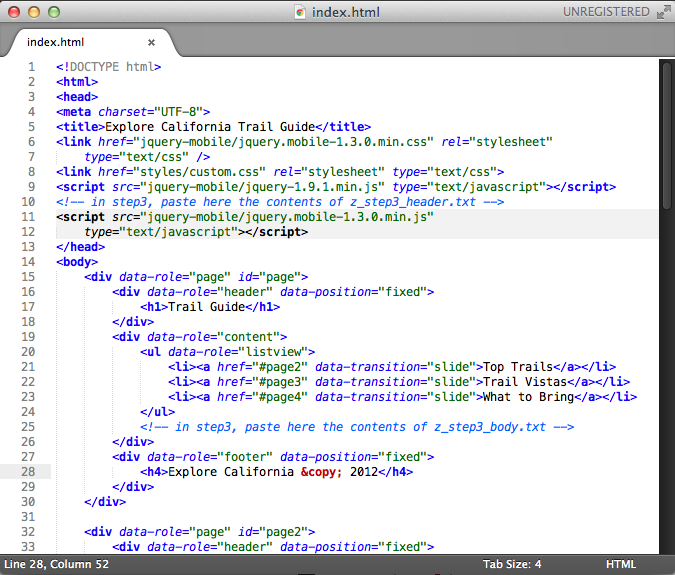 index.html
UNREGISTERED
index.html ×
1 <!DOCTYPE html>
2 <html>
3 <head>
4 <meta charset="UTF-8">
5 <title>Explore California Trail Guide</title>
6 <link href="jquery-mobile/jquery.mobile-1.3.0.min.css" rel="stylesheet"
7 type="text/css" />
8 <link href="styles/custom.css" rel="stylesheet" type="text/css">
9 <script src="jquery-mobile/jquery-1.9.1.min.js" type="text/javascript"></script>
10 <!-- in step3, paste here the contents of z_step3_header.txt -->
11 <script src="jquery-mobile/jquery.mobile-1.3.0.min.js"
12 type="text/javascript"></script>
13 </head>
14 <body>
15 <div data-role="page" id="page">
16 <div data-role="header" data-position="fixed">
17 <h1>Trail Guide</h1>
18 </div>
19 <div data-role="content">
20 <ul data-role="listview">
21 <li><a href="#page2" data-transition="slide">Top Trails</a></li>
22 <li><a href="#page3" data-transition="slide">Trail Vistas</a></li>
23 <li><a href="#page4" data-transition="slide">What to Bring</a></li>
24 </ul>
25 <!-- in step3, paste here the contents of z_step3_body.txt -->
26 </div>
27 <div data-role="footer" data-position="fixed">
28 <h4>Explore California &copy; 2012</h4>
29 </div>
30 </div>
31
32 <div data-role="page" id="page2">
33 <div data-role="header" data-position="fixed">
Line 28, Column 52
Tab Size: 4
HTML